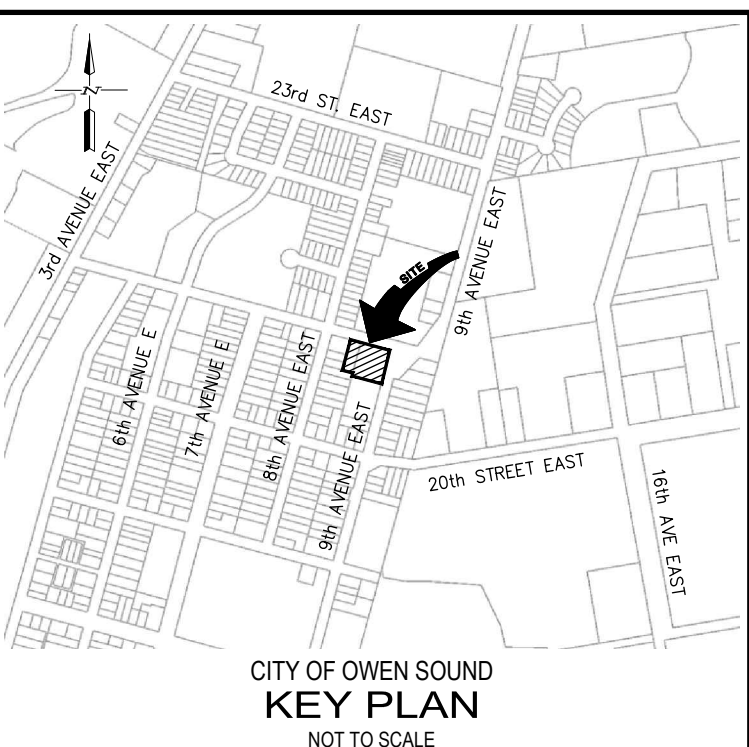 N
23rd ST. EAST
3rd AVENUE EAST
SITE
9th AVENUE EAST
6th AVENUE E
7th AVENUE E
8th AVENUE EAST
9th AVENUE EAST
20th STREET EAST
16th AVE EAST
CITY OF OWEN SOUND
KEY PLAN
NOT TO SCALE